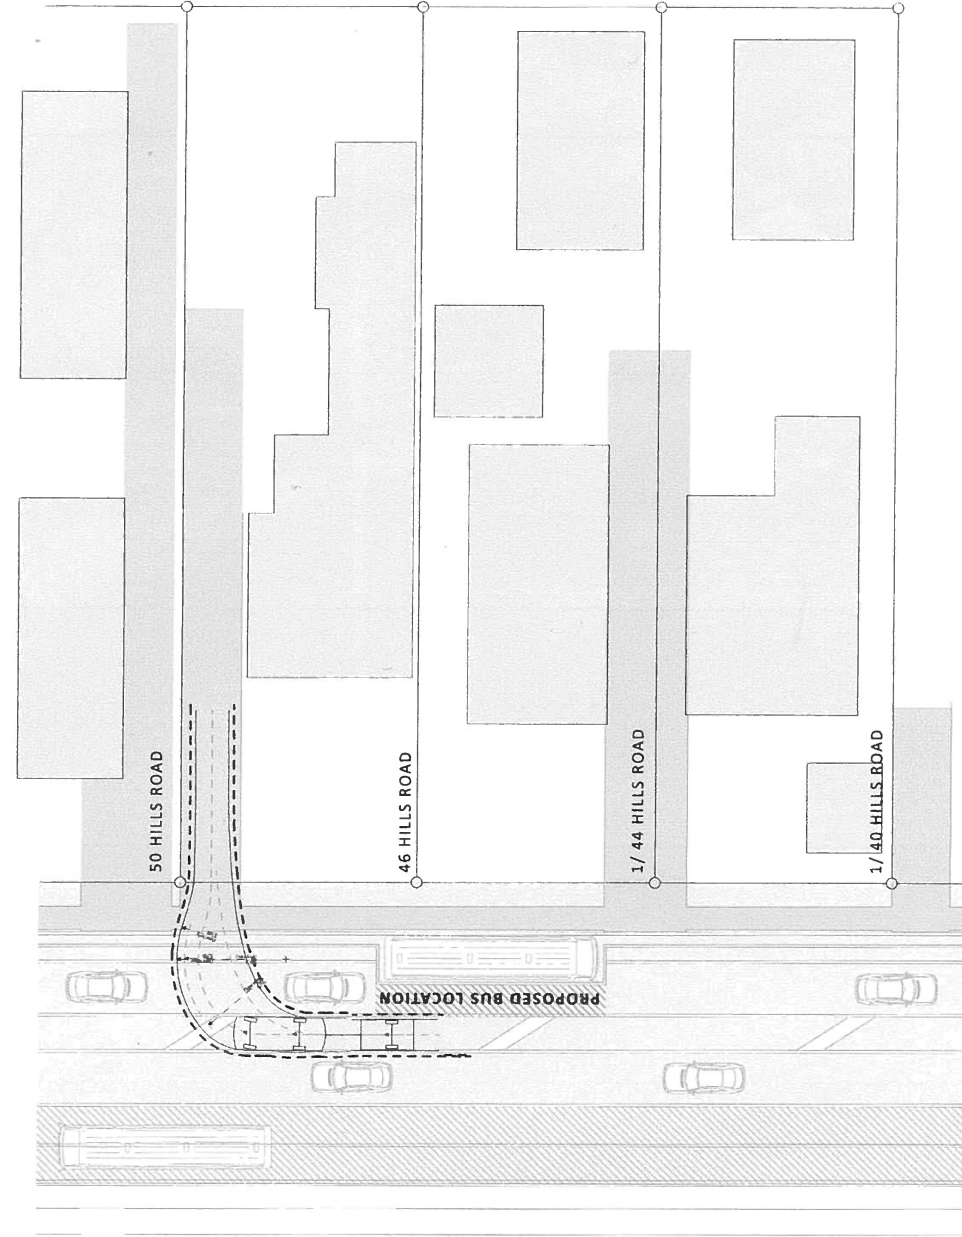 50 HILLS ROAD
46 HILLS ROAD
1/ 44 HILLS ROAD
1/ 40 HILLS ROAD
PROPOSED BUS LOCATION